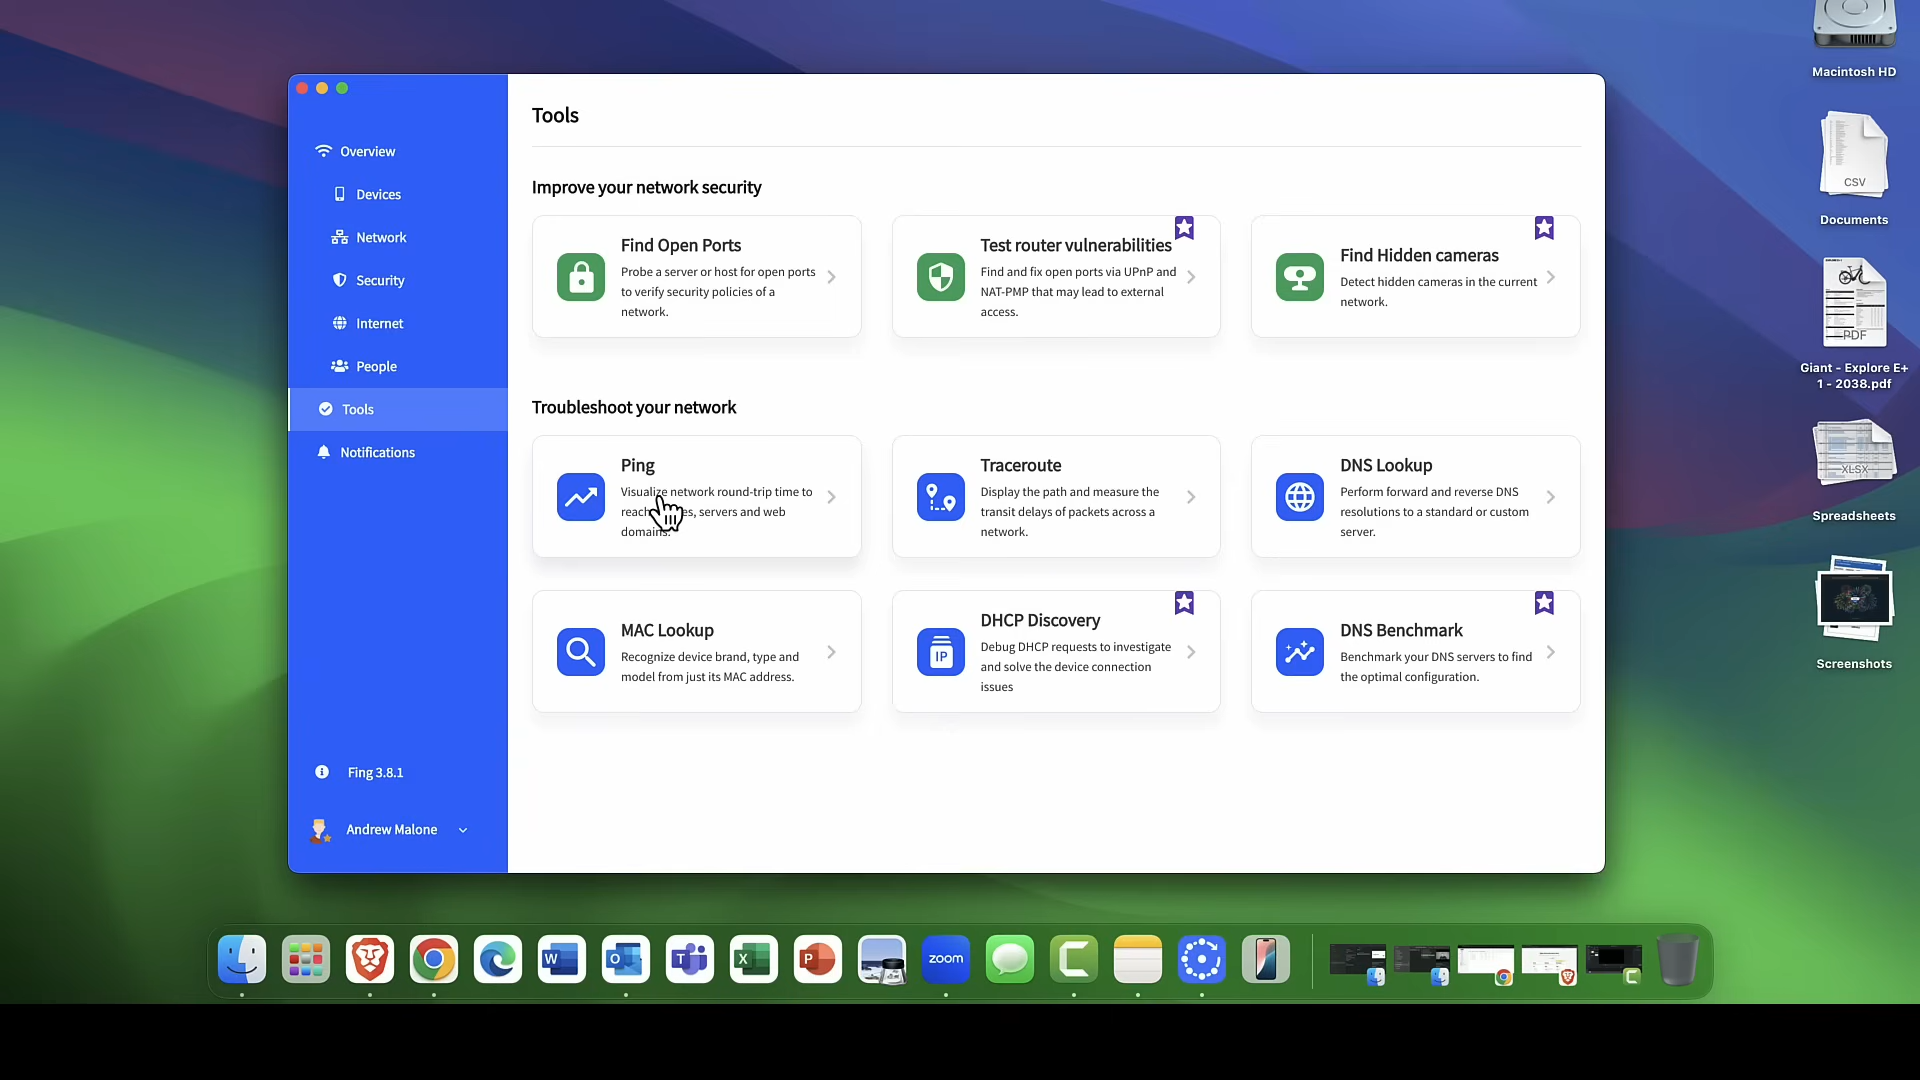 Macintosh HD
Tools
Overview
Devices
Network
Security
Internet
People
Tools
Notifications
Fing 3.8.1
Andrew Malone
Improve your network security
Find Open Ports
Probe a server or host for open ports
to verify security policies of a
network.
Test router vulnerabilities
Find and fix open ports via UPnP and
NAT-PMP that may lead to external
access.
Find Hidden cameras
Detect hidden cameras in the current
network.
Troubleshoot your network
Ping
Visualize network round-trip time to
servers and web
domains.
Traceroute
Display the path and measure the
transit delays of packets across a
network.
DNS Lookup
Perform forward and reverse DNS
resolutions to a standard or custom
server.
MAC Lookup
Recognize device brand, type and
model from just its MAC address.
DHCP Discovery
Debug DHCP requests to investigate
and solve the device connection
issues
IP
DNS Benchmark
Benchmark your DNS servers to find
the optimal configuration.
CSV
Documents
PDF
Giant - Explore E+
1 - 2038.pdf
XLSX
Spreadsheets
Screenshots
W
O
T
X
P
zoom